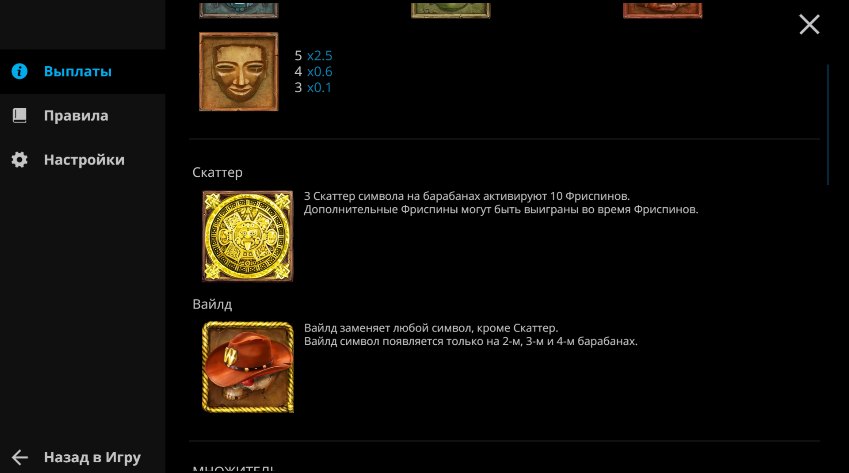 Выплаты
Правила
Настройки
Назад в Игру
5 x2.5
4 x0.6
3 x0.1
Скаттер
3 Скаттер символа на барабанах активируют 10 Фриспинов.
Дополнительные Фриспины могут быть выиграны во время Фриспинов.
Вайлд
Вайлд заменяет любой символ, кроме Скаттер.
Вайлд символ появляется только на 2-м, 3-м и 4-м барабанах.
МНОЖИТЕЛЬ